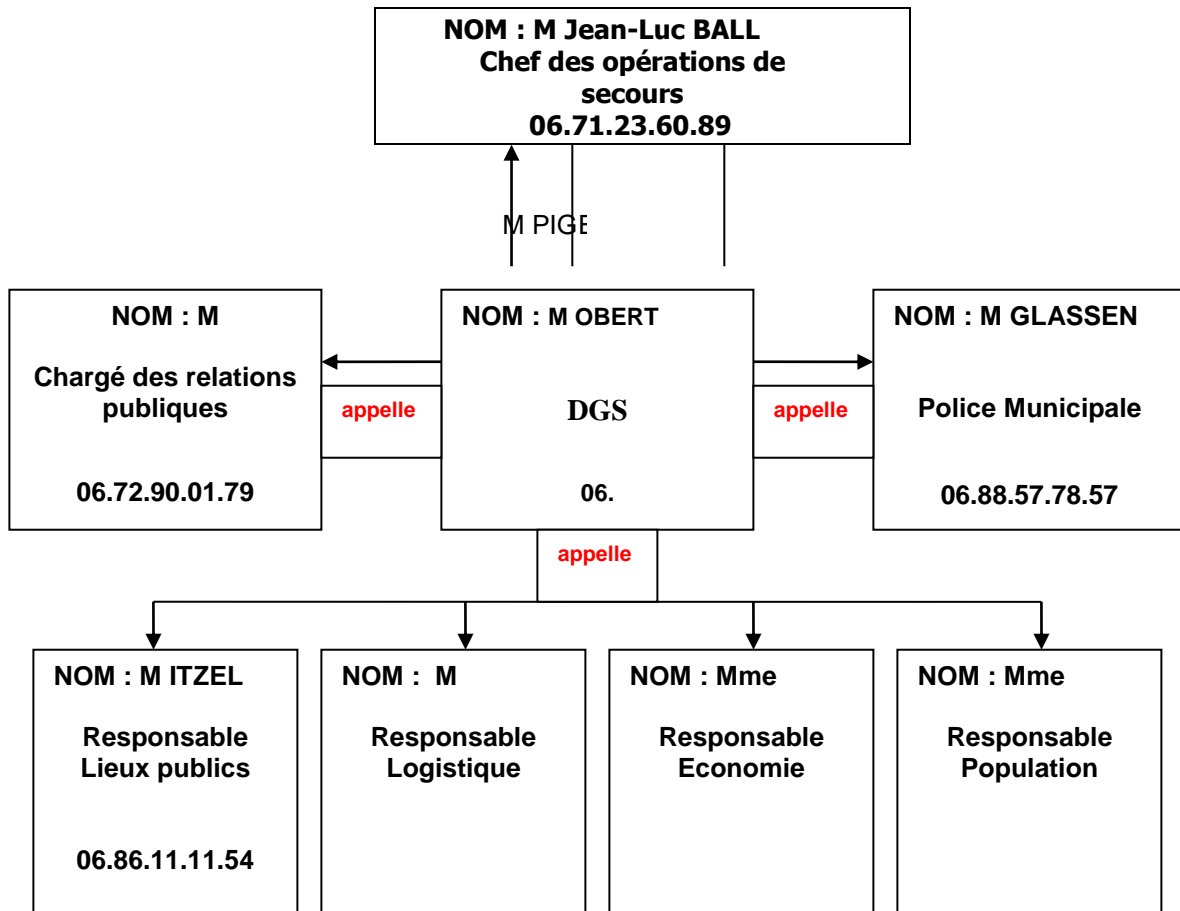 NOM : M Jean-Luc BALL
Chef des opérations de
secours
06.71.23.60.89
M PIGE
NOM : M
Chargé des relations
publiques
06.72.90.01.79
appelle
NOM : M OBERT
DGS
06.
appelle
NOM : M GLASSEN
Police Municipale
06.88.57.78.57
appelle
NOM : M ITZEL
Responsable
Lieux publics
06.86.11.11.54
NOM : M
Responsable
Logistique
NOM : Mme
Responsable
Economie
NOM : Mme
Responsable
Population